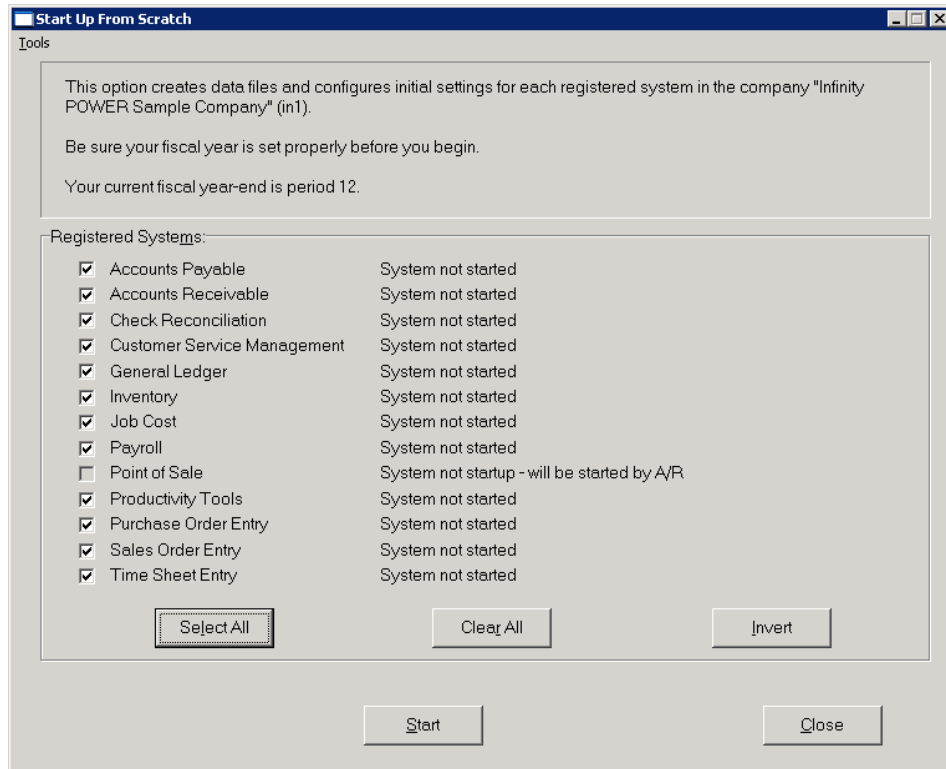 Start Up From Scratch
Tools
This option creates data files and configures initial settings for each registered system in the company "Infinity
POWER Sample Company" (in1).
Be sure your fiscal year is set properly before you begin.
Your current fiscal year-end is period 12.
Registered Systems:
Accounts Payable System not started
Accounts Receivable System not started
Check Reconciliation System not started
Customer Service Management System not started
General Ledger System not started
Inventory System not started
Job Cost System not started
Payroll System not started
Point of Sale System not startup - will be started by A/R
Productivity Tools System not started
Purchase Order Entry System not started
Sales Order Entry System not started
Time Sheet Entry System not started
Select All Clear All Invert
Start Close